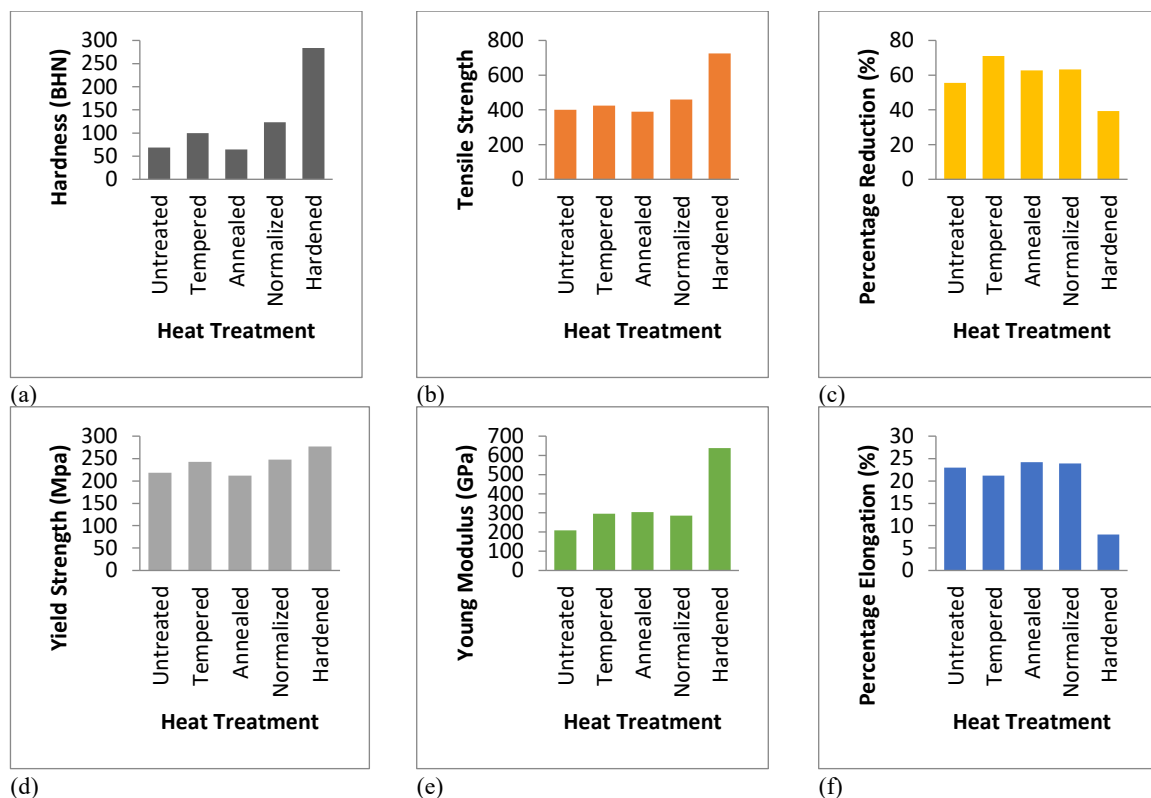 Hardness (BHN)
300
250
200
150
100
50
0
Untreated
Tempered
Annealed
Normalized
Hardened
Heat Treatment
(a)
Tensile Strength
800
600
400
200
0
Untreated
Tempered
Annealed
Normalized
Hardened
Heat Treatment
(b)
Percentage Reduction (%)
80
60
40
20
0
Untreated
Tempered
Annealed
Normalized
Hardened
Heat Treatment
(c)
Yield Strength (Mpa)
300
250
200
150
100
50
0
Untreated
Tempered
Annealed
Normalized
Hardened
Heat Treatment
(d)
Young Modulus (GPa)
700
600
500
400
300
200
100
0
Untreated
Tempered
Annealed
Normalized
Hardened
Heat Treatment
(e)
Percentage Elongation (%)
30
25
20
15
10
5
0
Untreated
Tempered
Annealed
Normalized
Hardened
Heat Treatment
(f)